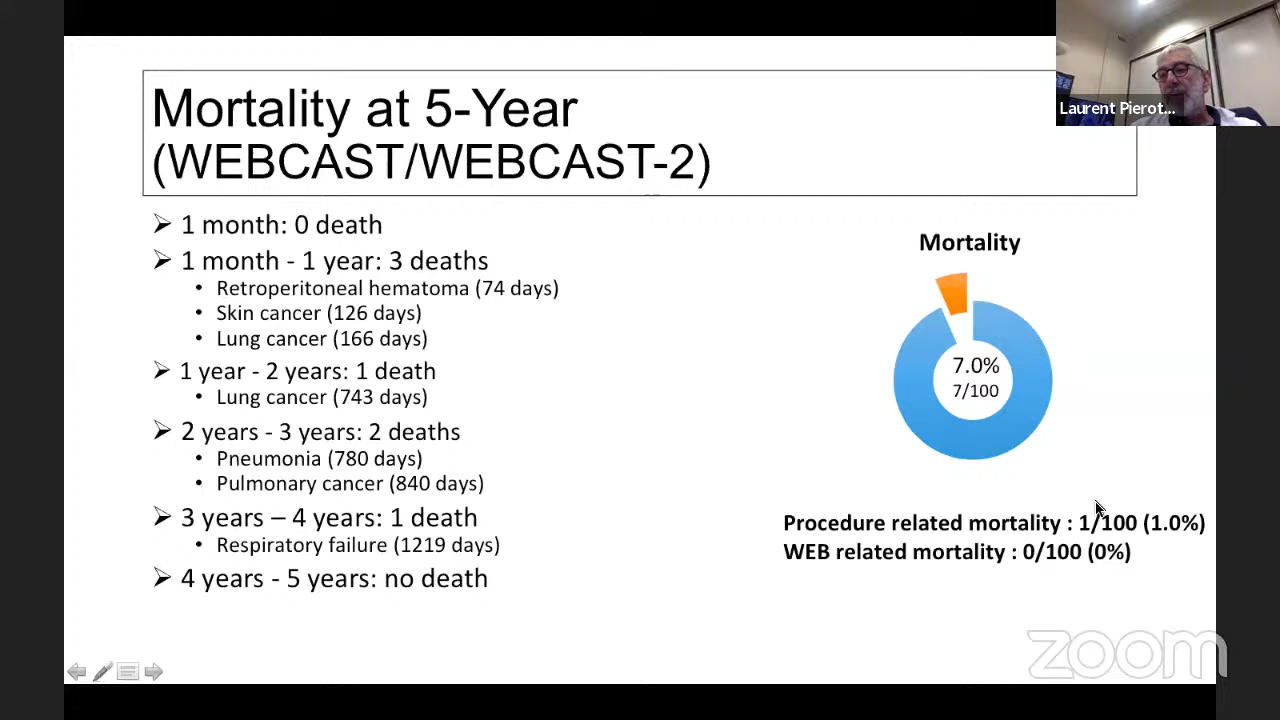 Mortality at 5-Year
(WEBCAST/WEBCAST-2)
Laurent Pierot...
➢ 1 month: 0 death
➢ 1 month - 1 year: 3 deaths
• Retroperitoneal hematoma (74 days)
• Skin cancer (126 days)
• Lung cancer (166 days)
➢ 1 year - 2 years: 1 death
• Lung cancer (743 days)
➢ 2 years - 3 years: 2 deaths
• Pneumonia (780 days)
• Pulmonary cancer (840 days)
➢ 3 years – 4 years: 1 death
• Respiratory failure (1219 days)
➢ 4 years - 5 years: no death
Mortality
7.0%
7/100
Procedure related mortality : 1/100 (1.0%)
WEB related mortality : 0/100 (0%)
zoom